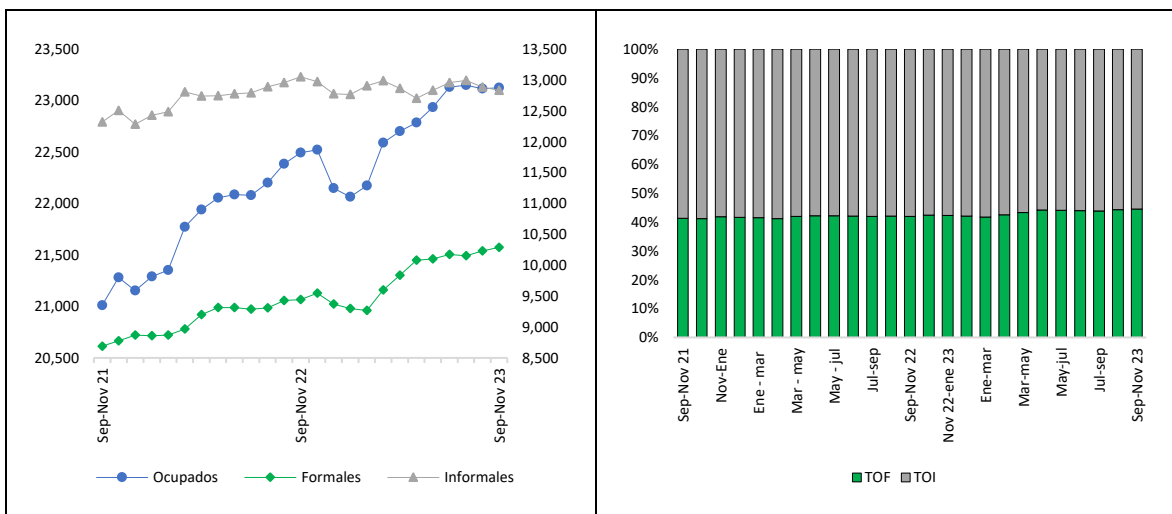 23,500
23,000
22,500
22,000
21,500
21,000
20,500
13,500
13,000
12,500
12,000
11,500
11,000
10,500
10,000
9,500
9,000
8,500
Sep-Nov 21
Sep-Nov 22
Sep-Nov 23
Ocupados Formales Informales
100%
90%
80%
70%
60%
50%
40%
30%
20%
10%
0%
Sep-Nov 21
Nov-Ene
Ene - mar
Mar - may
May - jul
Jul-sep
Sep-Nov 22
Nov 22-ene 23
Ene-mar
Mar-may
May-jul
Jul-sep
Sep-Nov 23
TOF TOI